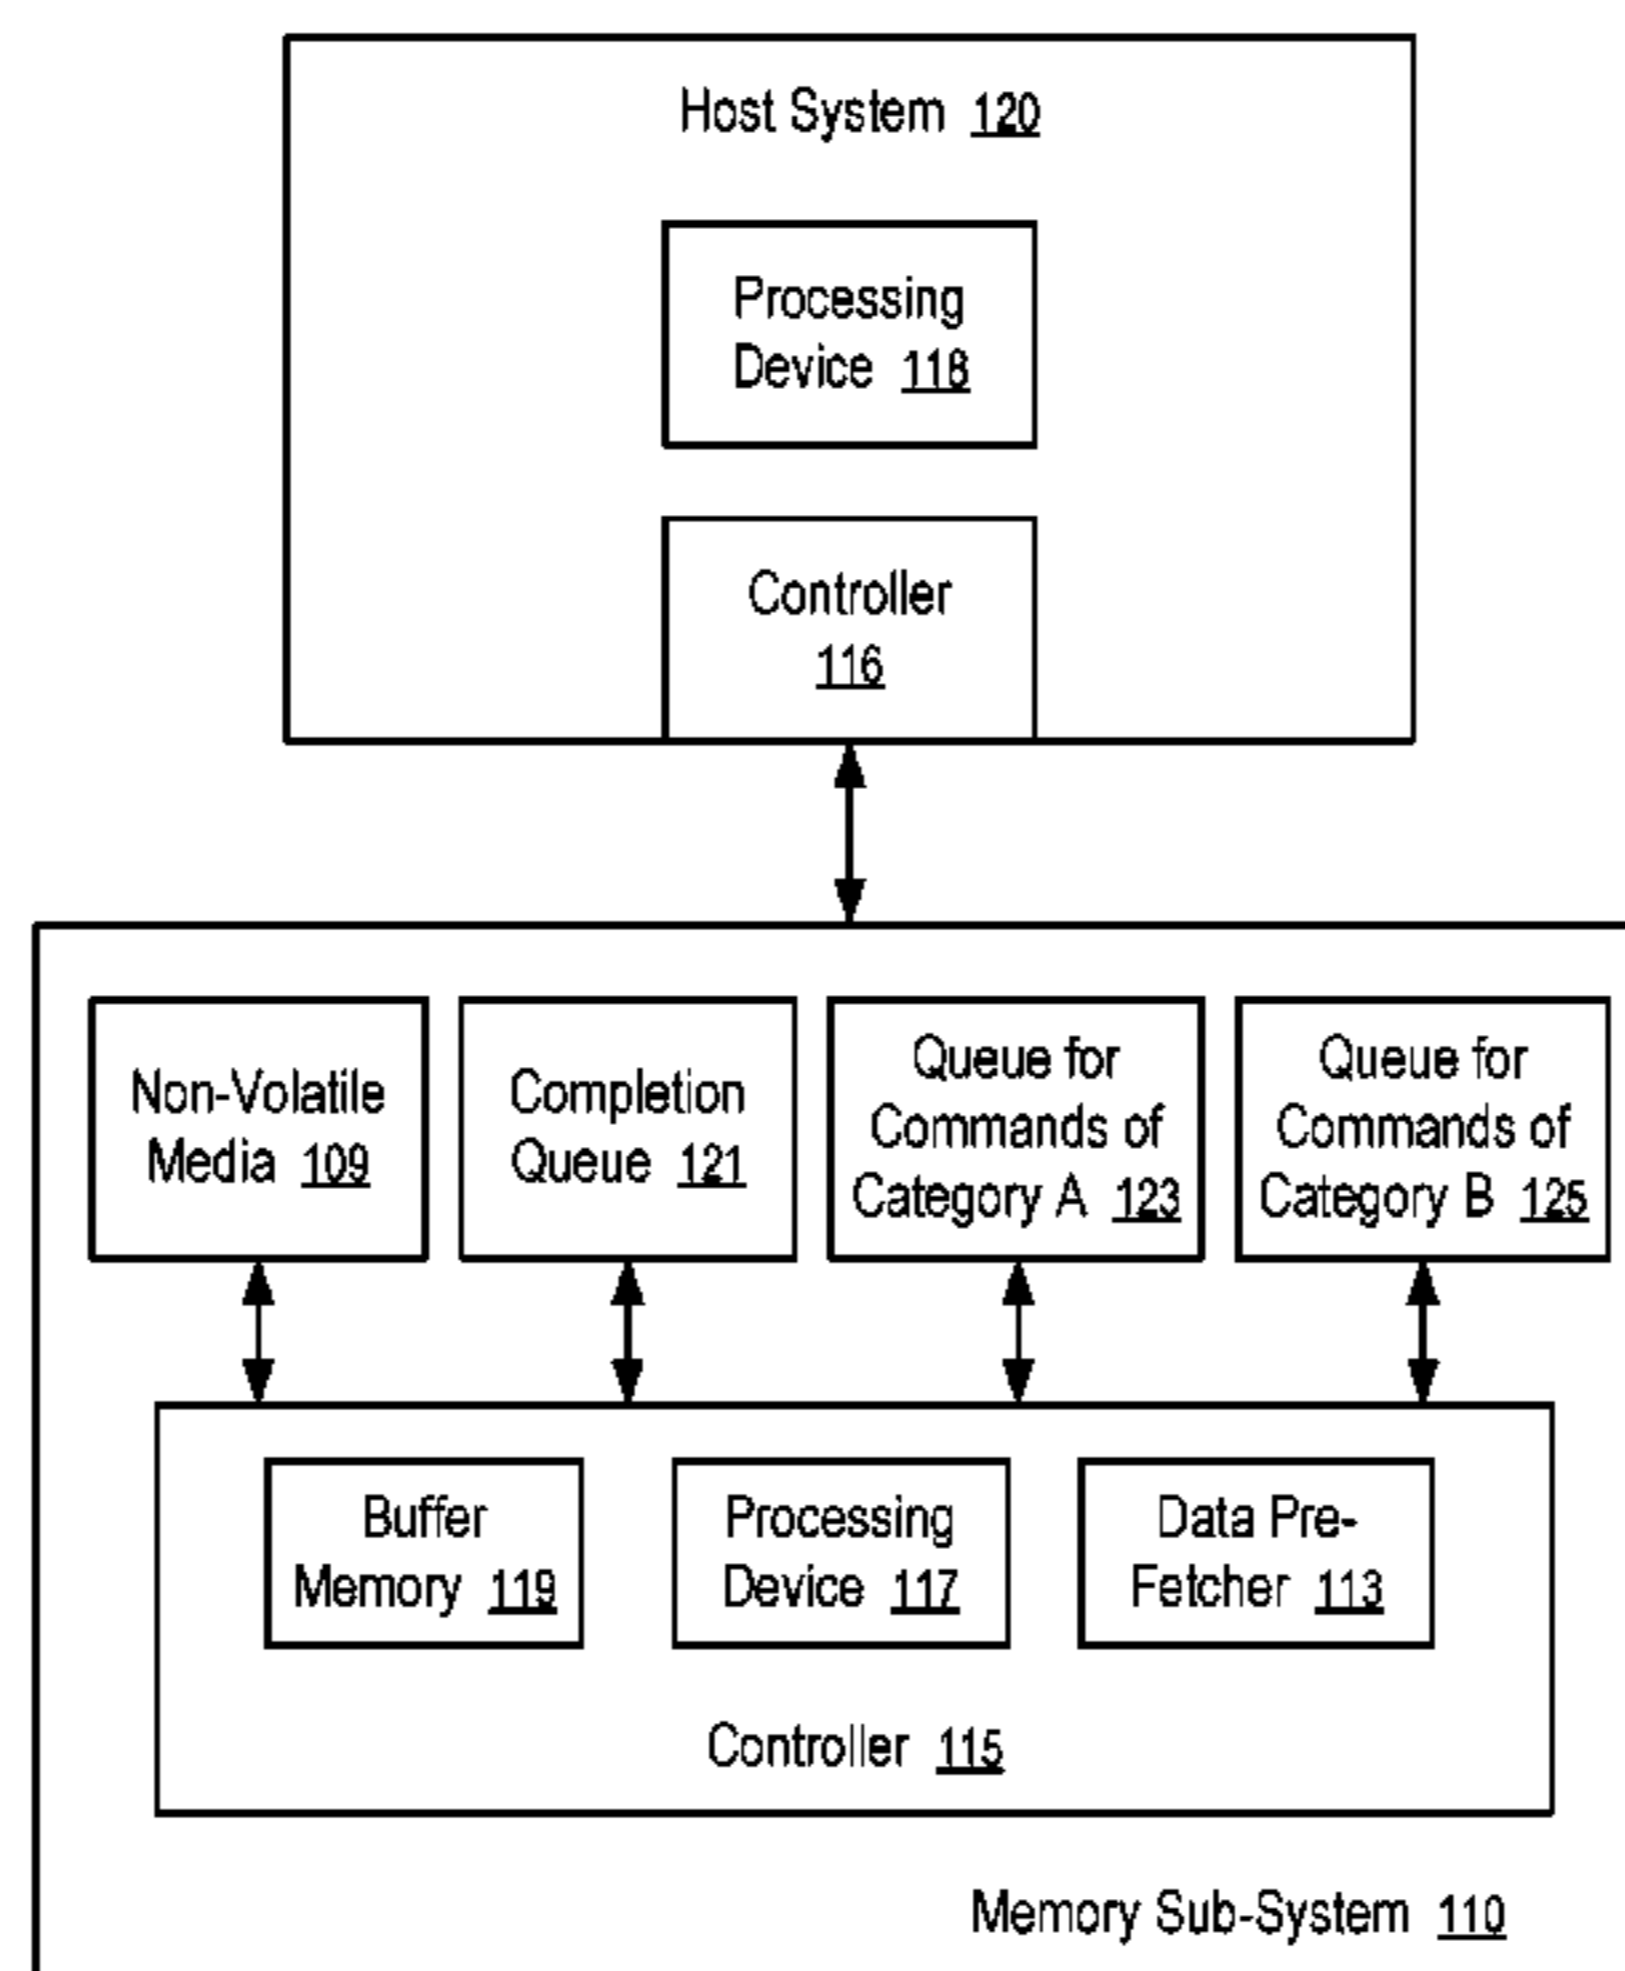 Host System 120
Processing
Device 118
Controller
116
Non-Volatile
Media 109
Completion
Queue 121
Queue for
Commands of
Category A 123
Queue for
Commands of
Category B 125
Buffer
Memory 119
Processing
Device 117
Data Pre-
Fetcher 113
Controller 115
Memory Sub-System 110